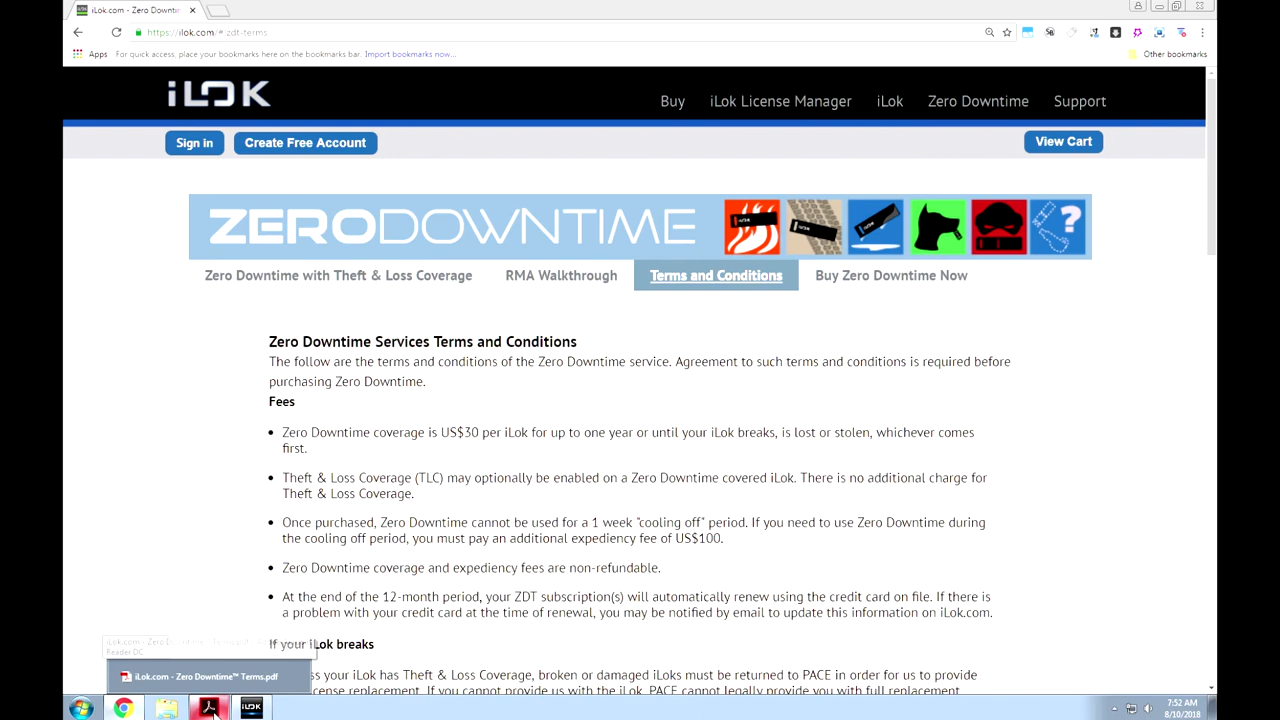 iLok.com - Zero Downtir
https://ilok.com/#!zdt-terms
Apps For quick access, place your bookmarks here on the bookmarks bar. Import bookmarks now...
Other bookmarks
iLOK
Buy iLok License Manager iLok Zero Downtime Support
Sign in Create Free Account View Cart
ZERODOWNTIME
iLOK
?
Zero Downtime with Theft & Loss Coverage RMA Walkthrough Terms and Conditions Buy Zero Downtime Now
Zero Downtime Services Terms and Conditions
The follow are the terms and conditions of the Zero Downtime service. Agreement to such terms and conditions is required before
purchasing Zero Downtime.
Fees
• Zero Downtime coverage is US$30 per iLok for up to one year or until your iLok breaks, is lost or stolen, whichever comes
first.
• Theft & Loss Coverage (TLC) may optionally be enabled on a Zero Downtime covered iLok. There is no additional charge for
Theft & Loss Coverage.
• Once purchased, Zero Downtime cannot be used for a 1 week "cooling off" period. If you need to use Zero Downtime during
the cooling off period, you must pay an additional expediency fee of US$100.
• Zero Downtime coverage and expediency fees are non-refundable.
• At the end of the 12-month period, your ZDT subscription(s) will automatically renew using the credit card on file. If there is
a problem with your credit card at the time of renewal, you may be notified by email to update this information on iLok.com.
If your iLok breaks
iLok.com - Zero
Reader DC
iLok.com - Zero Downtime™ Terms.pdf
ss your iLok has Theft & Loss Coverage, broken or damaged iLoks must be returned to PACE in order for us to
icense replacement. If you cannot provide us with the iLok, PACE cannot legally provide you with full replacement
iLOK
7:52 AM
8/10/2018